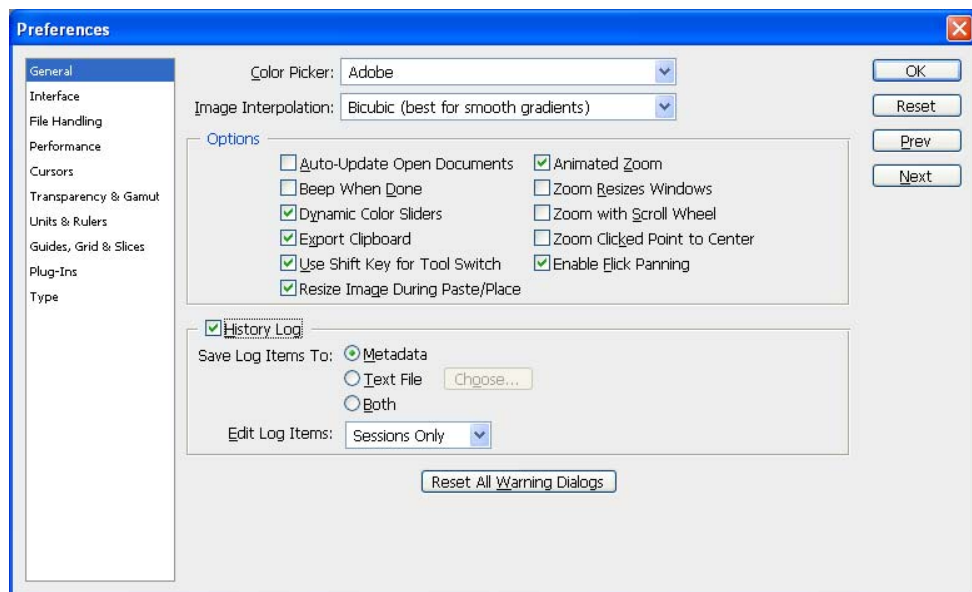 Preferences
General
Interface
File Handling
Performance
Cursors
Transparency & Gamut
Units & Rulers
Guides, Grid & Slices
Plug-Ins
Type
Color Picker: Adobe
Image Interpolation: Bicubic (best for smooth gradients)
Options
Auto-Update Open Documents
Beep When Done
Dynamic Color Sliders
Export Clipboard
Use Shift Key for Tool Switch
Resize Image During Paste/Place
Animated Zoom
Zoom Resizes Windows
Zoom with Scroll Wheel
Zoom Clicked Point to Center
Enable Flick Panning
History Log
Save Log Items To: Metadata
Text File Choose...
Both
Edit Log Items: Sessions Only
Reset All Warning Dialogs
OK
Reset
Prev
Next